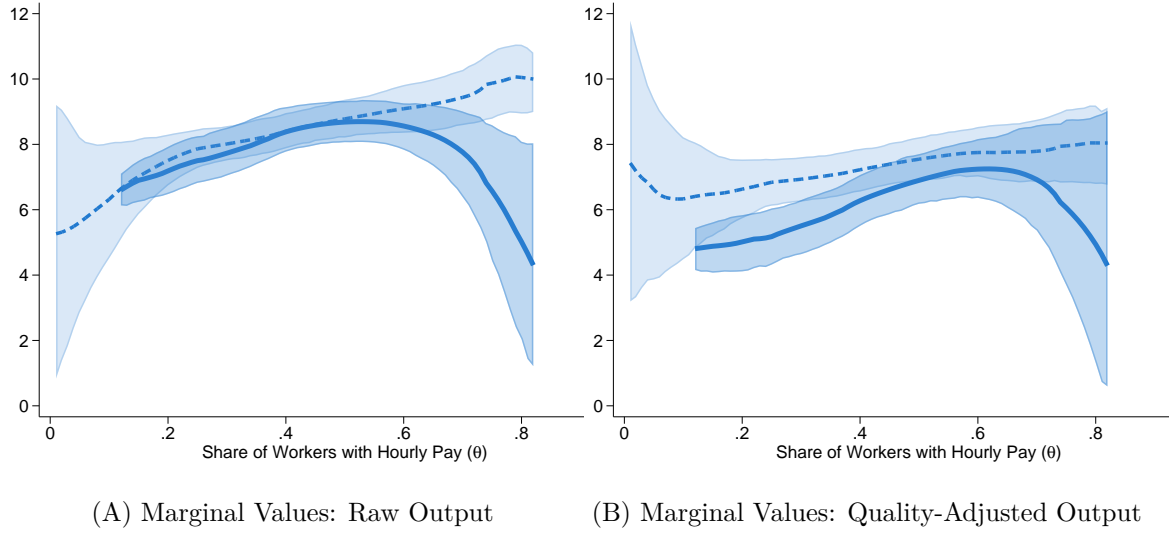 12
10
8
6
4
2
0
0 .2 .4 .6 .8
Share of Workers with Hourly Pay (θ)
12
10
8
6
4
2
0
0 .2 .4 .6 .8
Share of Workers with Hourly Pay (θ)
(A) Marginal Values: Raw Output
(B) Marginal Values: Quality-Adjusted Output